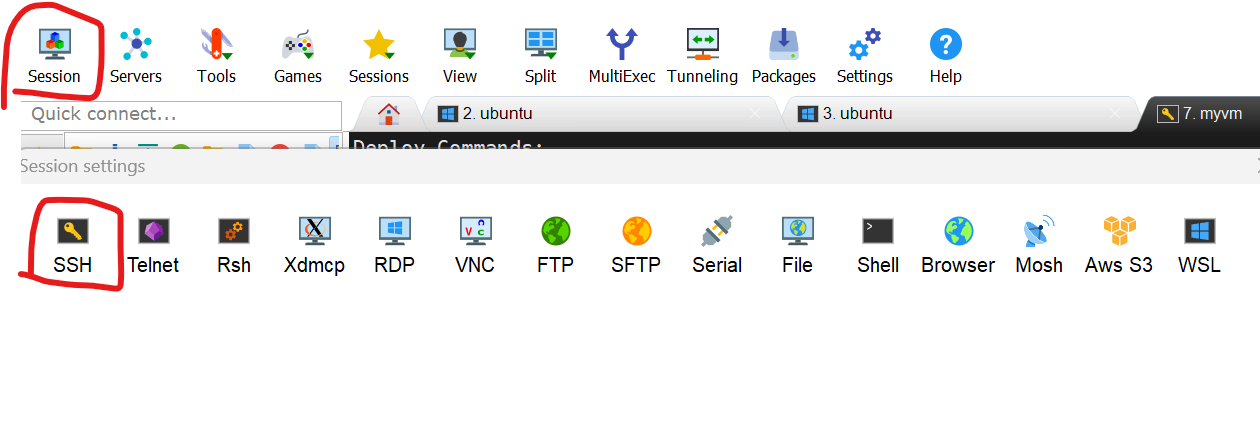 Session Servers Tools Games Sessions View Split MultiExec Tunneling Packages Settings Help
Quick connect...
2. ubuntu
3. ubuntu
7. myvm
Deploy Commands:
Session settings
SSH Telnet Rsh Xdmcp RDP VNC FTP SFTP Serial File Shell Browser Mosh Aws S3 WSL